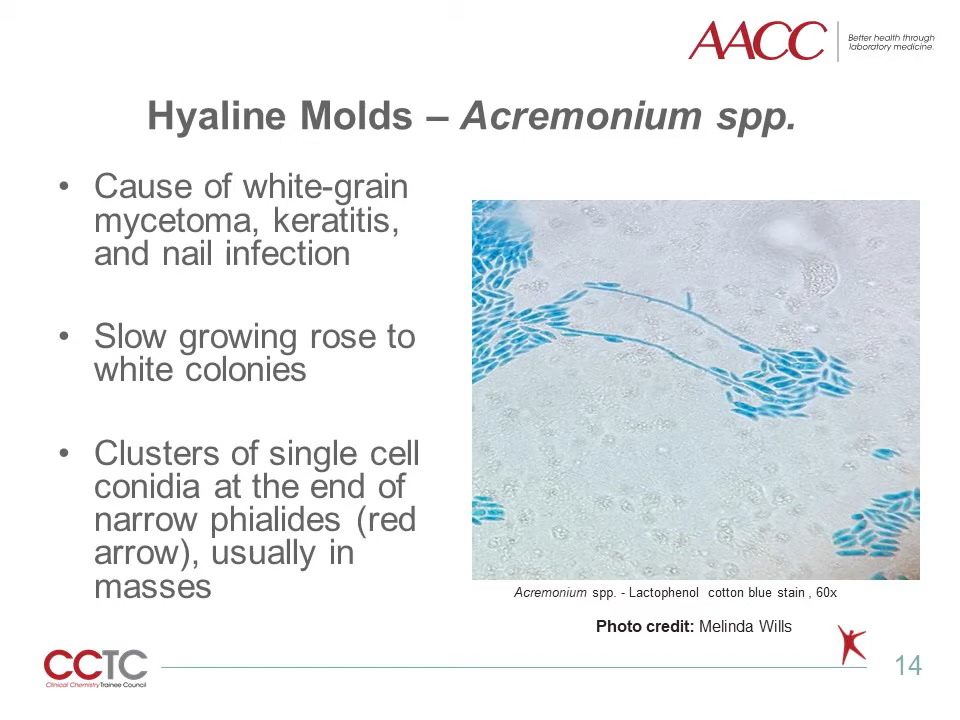 AACC
Better health through
laboratory medicine.
Hyaline Molds – Acremonium spp.
• Cause of white-grain
mycetoma, keratitis,
and nail infection
• Slow growing rose to
white colonies
• Clusters of single cell
conidia at the end of
narrow phialides (red
arrow), usually in
masses
Acremonium spp. - Lactophenol cotton blue stain , 60x
Photo credit: Melinda Wills
CCTC
Clinical Chemistry Trainee Council
14